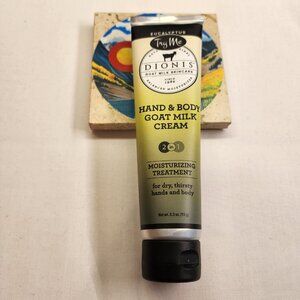 EUCALYPTUS
Try Me
DIONIS
GOAT MILK SKINCARE
SINCE
HAND & BODY
GOAT MILK
CREAM
2 IN 1
MOISTURIZING
TREATMENT
for dry, thirsty
hands and body